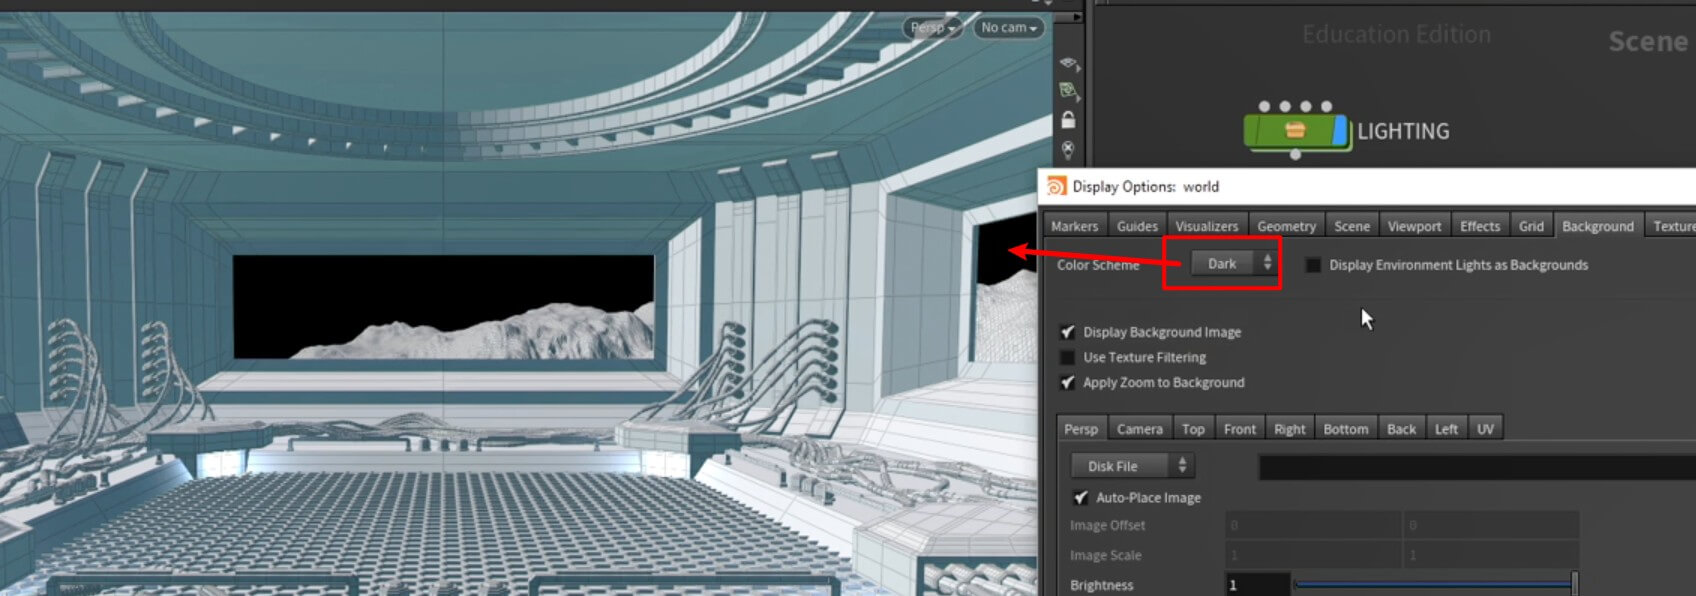 Persp
No cam
Education Edition
Scene
LIGHTING
Display Options: world
Markers Guides Visualizers Geometry Scene Viewport Effects Grid Background Texture
Color Scheme Dark Display Environment Lights as Backgrounds
Display Background Image
Use Texture Filtering
Apply Zoom to Background
Persp Camera Top Front Right Bottom Back Left UV
Disk File
Auto-Place Image
Image Offset 0 0
Image Scale 1 1
Brightness 1